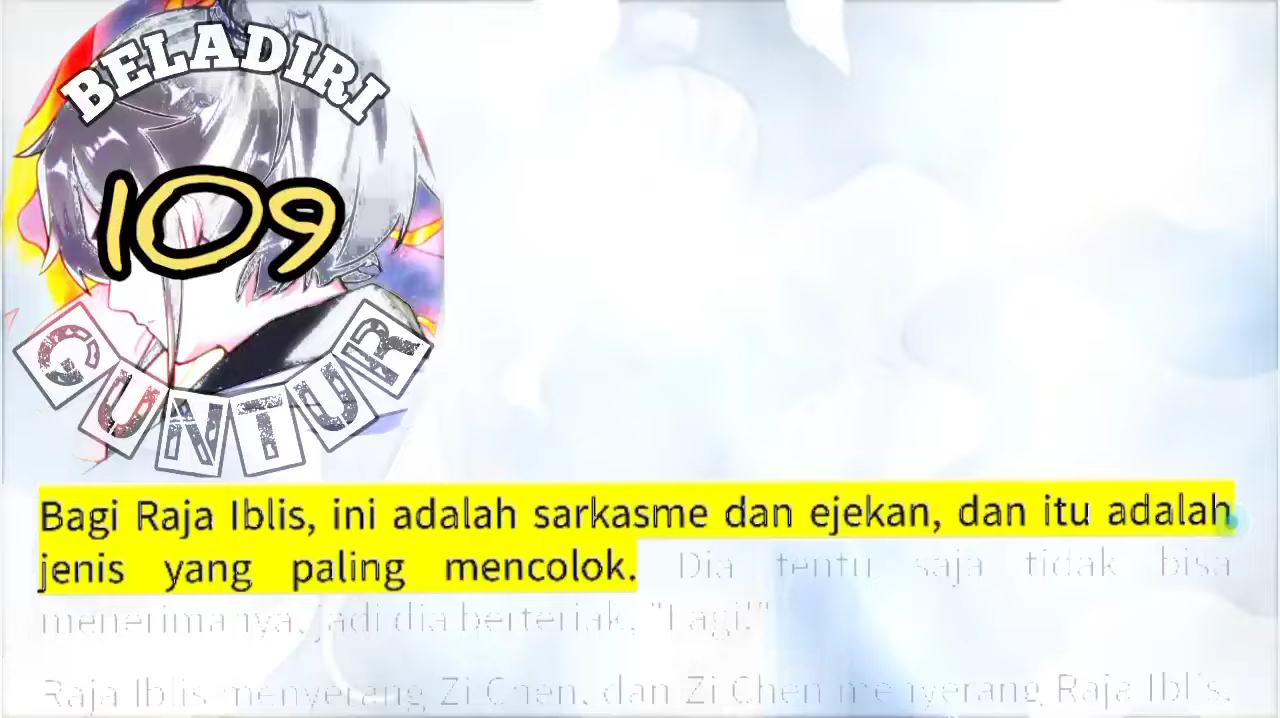 BELADIRI
109
GUNTUR
Bagi Raja Iblis, ini adalah sarkasme dan ejekan, dan itu adalah
jenis yang paling mencolok. Dia tentu saja tidak bisa
menerimanya, jadi dia berteriak, "Lagi!"
Raja Iblis menyerang Zi Chen, dan Zi Chen menyerang Raja Iblis.